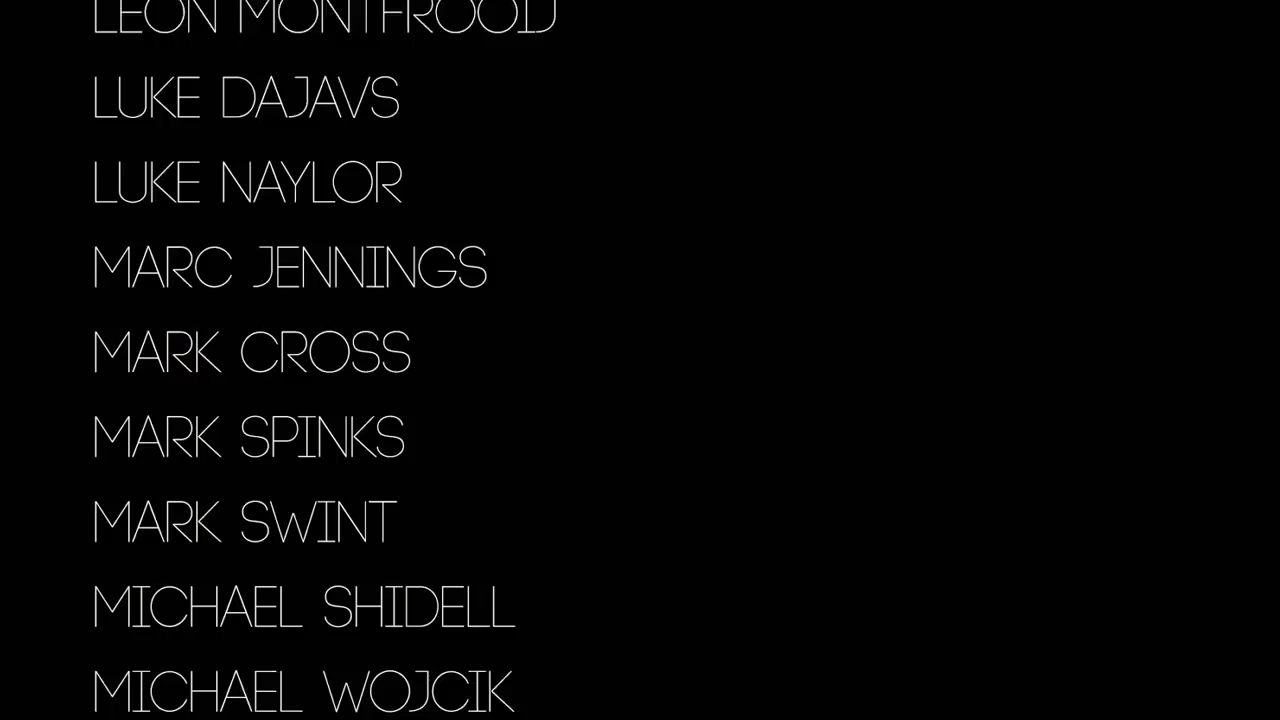 LEON MONTFROOIJ
LUKE DAJAVS
LUKE NAYLOR
MARC JENNINGS
MARK CROSS
MARK SPINKS
MARK SWINT
MICHAEL SHIDELL
MICHAEL WOJCIK